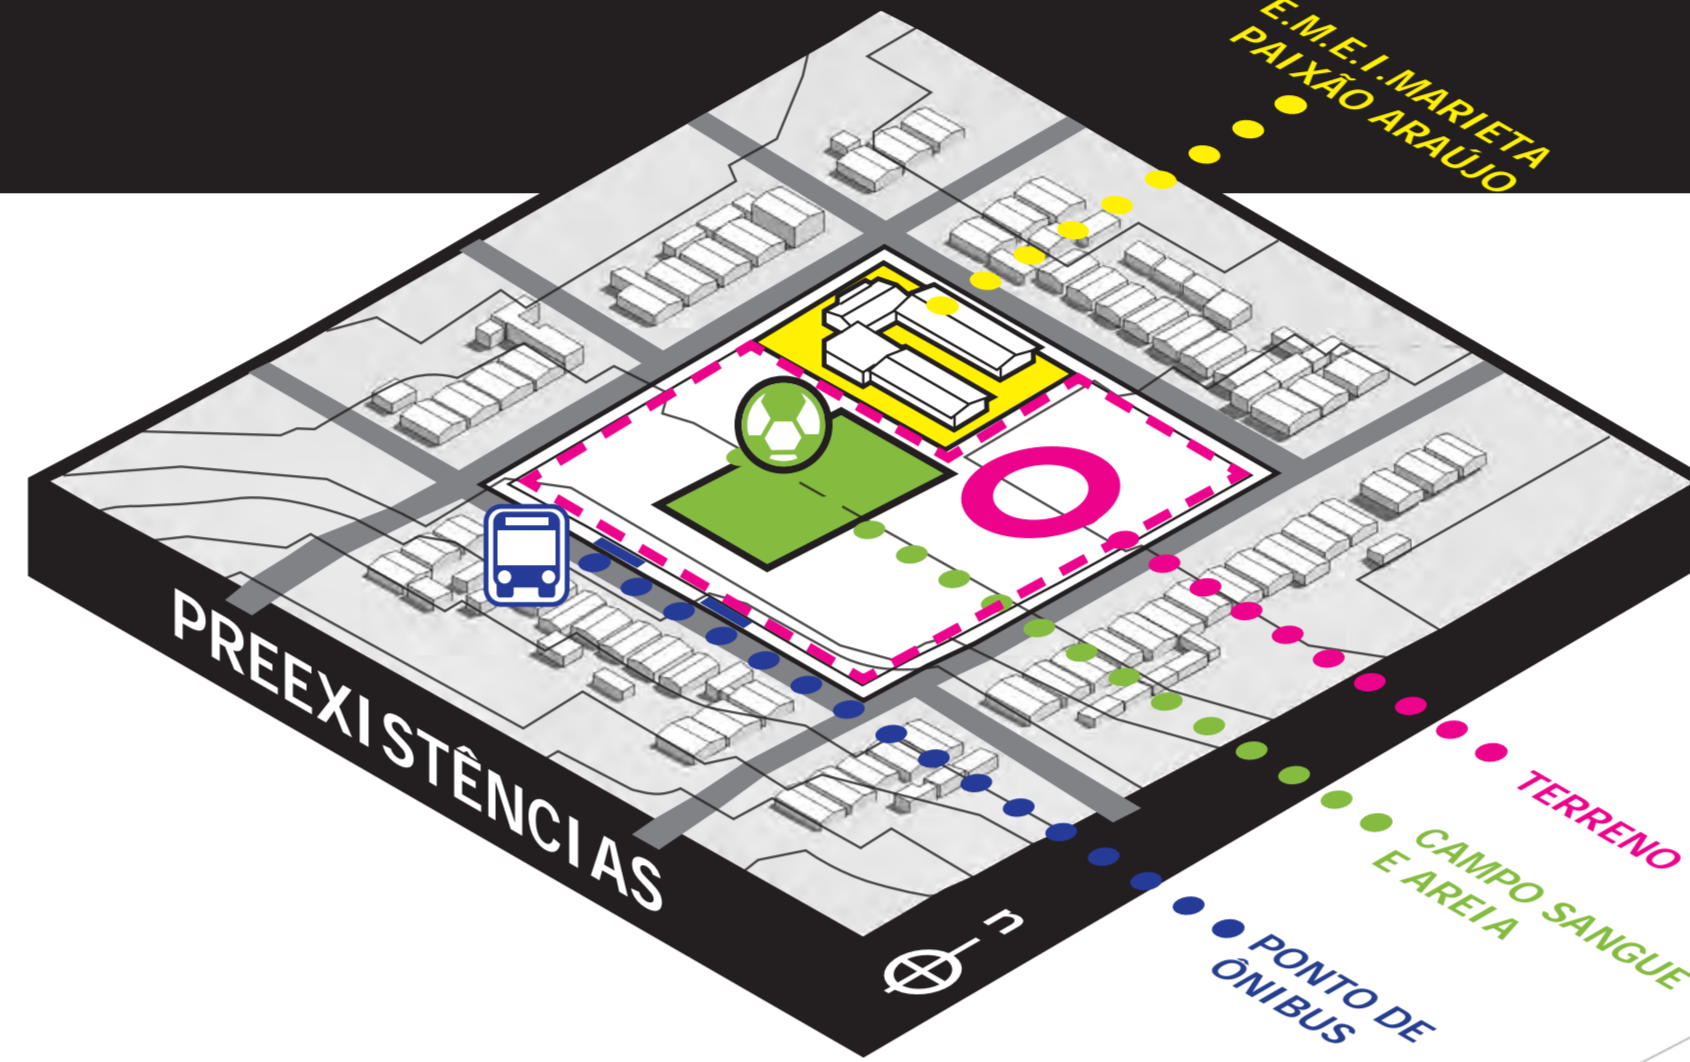 E.M.E.I.MARIETA
PAIXÃO ARAÚJO
PREEXISTÊNCIAS
TERRENO
CAMPO SANGUE
E AREIA
PONTO DE
ÔNIBUS
n